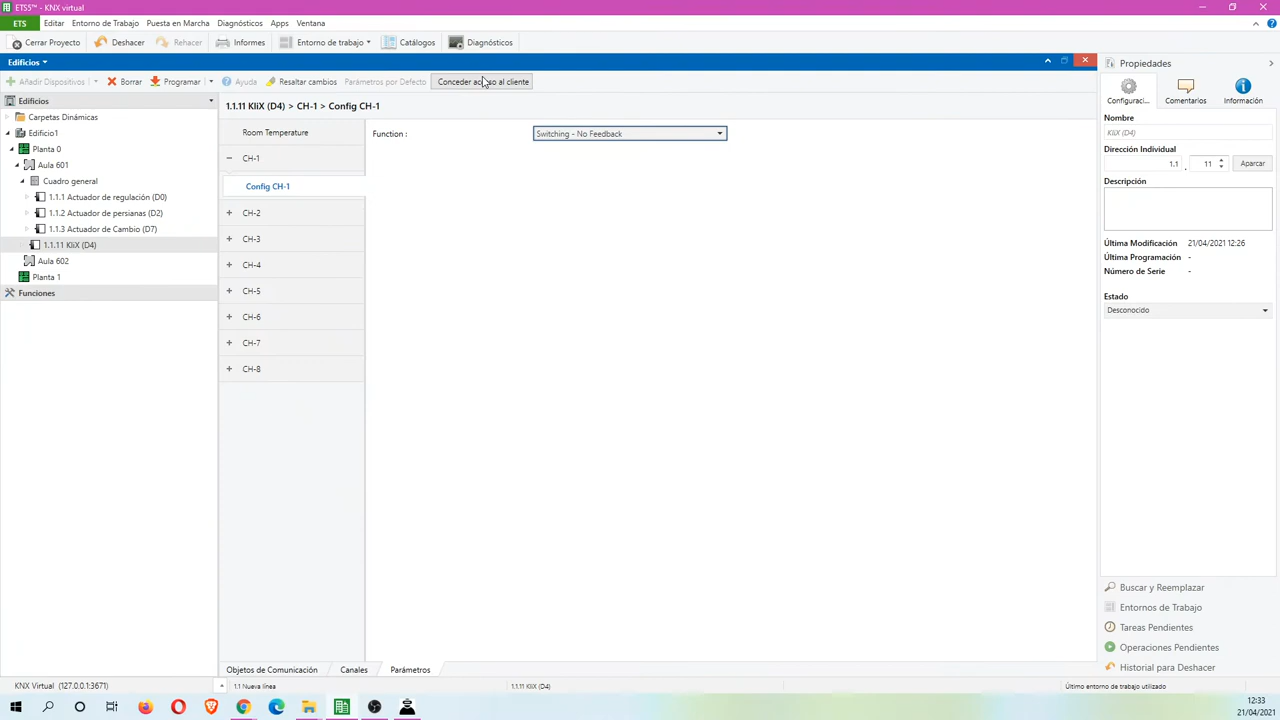 ETS5™ - KNX virtual
ETS Editar Entorno de Trabajo Puesta en Marcha Diagnósticos Apps Ventana
Cerrar Proyecto Deshacer Rehacer Informes Entorno de trabajo Catálogos Diagnósticos
Edificios
Añadir Dispositivos Borrar Programar Ayuda Resaltar cambios Parámetros por Defecto Conceder acceso al cliente
Edificios
Carpetas Dinámicas
Edificio1
Planta 0
Aula 601
Cuadro general
1.1.1 Actuador de regulación (D0)
1.1.2 Actuador de persianas (D2)
1.1.3 Actuador de Cambio (D7)
1.1.11 KliX (D4)
Aula 602
Planta 1
Funciones
1.1.11 KliX (D4) > CH-1 > Config CH-1
Room Temperature
CH-1
Config CH-1
CH-2
CH-3
CH-4
CH-5
CH-6
CH-7
CH-8
Function :
Switching - No Feedback
Objetos de Comunicación Canales Parámetros
Propiedades
Configuraci... Comentarios Información
Nombre
KliX (D4)
Dirección Individual
1.1 . 11 Aparcar
Descripción
Última Modificación 21/04/2021 12:26
Última Programación -
Número de Serie -
Estado
Desconocido
Buscar y Reemplazar
Entornos de Trabajo
Tareas Pendientes
Operaciones Pendientes
Historial para Deshacer
KNX Virtual (127.0.0.1:3671) 1.1 Nueva línea 1.1.11 KliX (D4) Último entorno de trabajo utilizado
12:33
21/04/2021